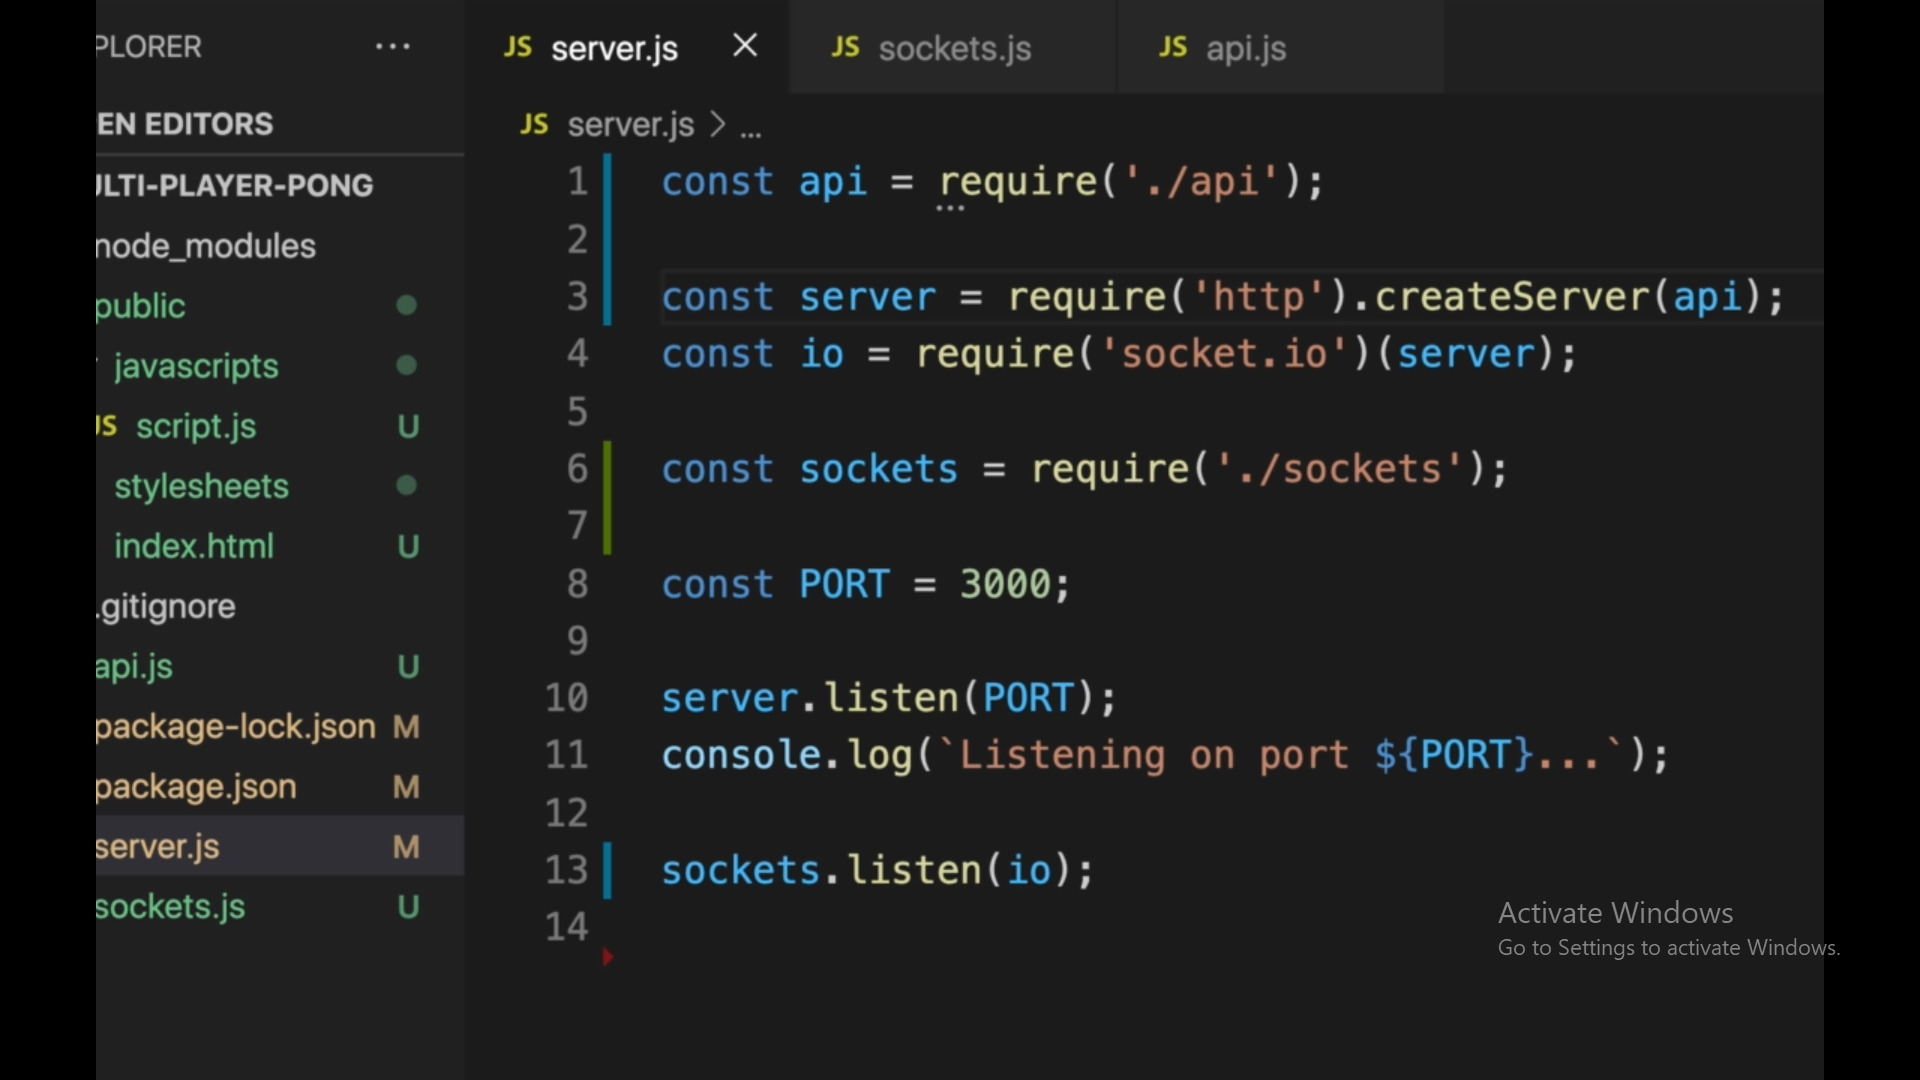 PLORER ...
EN EDITORS
LTI-PLAYER-PONG
node_modules
public
javascripts
JS script.js U
stylesheets
index.html U
.gitignore
api.js U
package-lock.json M
package.json M
server.js M
sockets.js U
JS server.js × JS sockets.js JS api.js
JS server.js > ...
1 const api = require('./api');
2
3 const server = require('http').createServer(api);
4 const io = require('socket.io')(server);
5
6 const sockets = require('./sockets');
7
8 const PORT = 3000;
9
10 server.listen(PORT);
11 console.log(`Listening on port ${PORT}...`);
12
13 sockets.listen(io);
14
Activate Windows
Go to Settings to activate Windows.